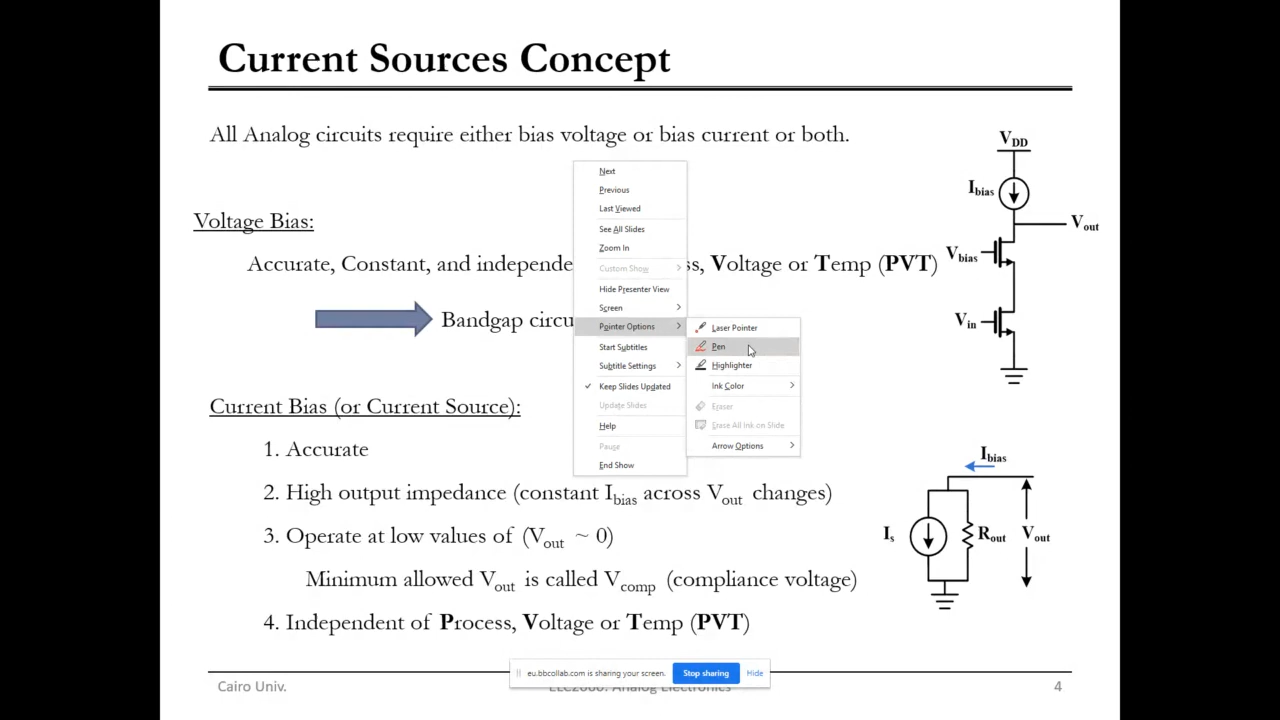 Current Sources Concept
All Analog circuits require either bias voltage or bias current or both.
Voltage Bias:
Accurate, Constant, and independe ss, Voltage or Temp (PVT)
Bandgap circu
Current Bias (or Current Source):
1. Accurate
2. High output impedance (constant Ibias across Vout changes)
3. Operate at low values of (Vout ~ 0)
Minimum allowed Vout is called Vcomp (compliance voltage)
4. Independent of Process, Voltage or Temp (PVT)
VDD
Ibias
Vout
Vbias
Vin
Ibias
Is
Rout
Vout
Next
Previous
Last Viewed
See All Slides
Zoom In
Custom Show
Hide Presenter View
Screen
Pointer Options
Start Subtitles
Subtitle Settings
Keep Slides Updated
Update Slides
Help
Pause
End Show
Laser Pointer
Pen
Highlighter
Ink Color
Eraser
Erase All Ink on Slide
Arrow Options
eu.bbcollab.com is sharing your screen.
Stop sharing
Hide
Cairo Univ.
Analog Electronics
4